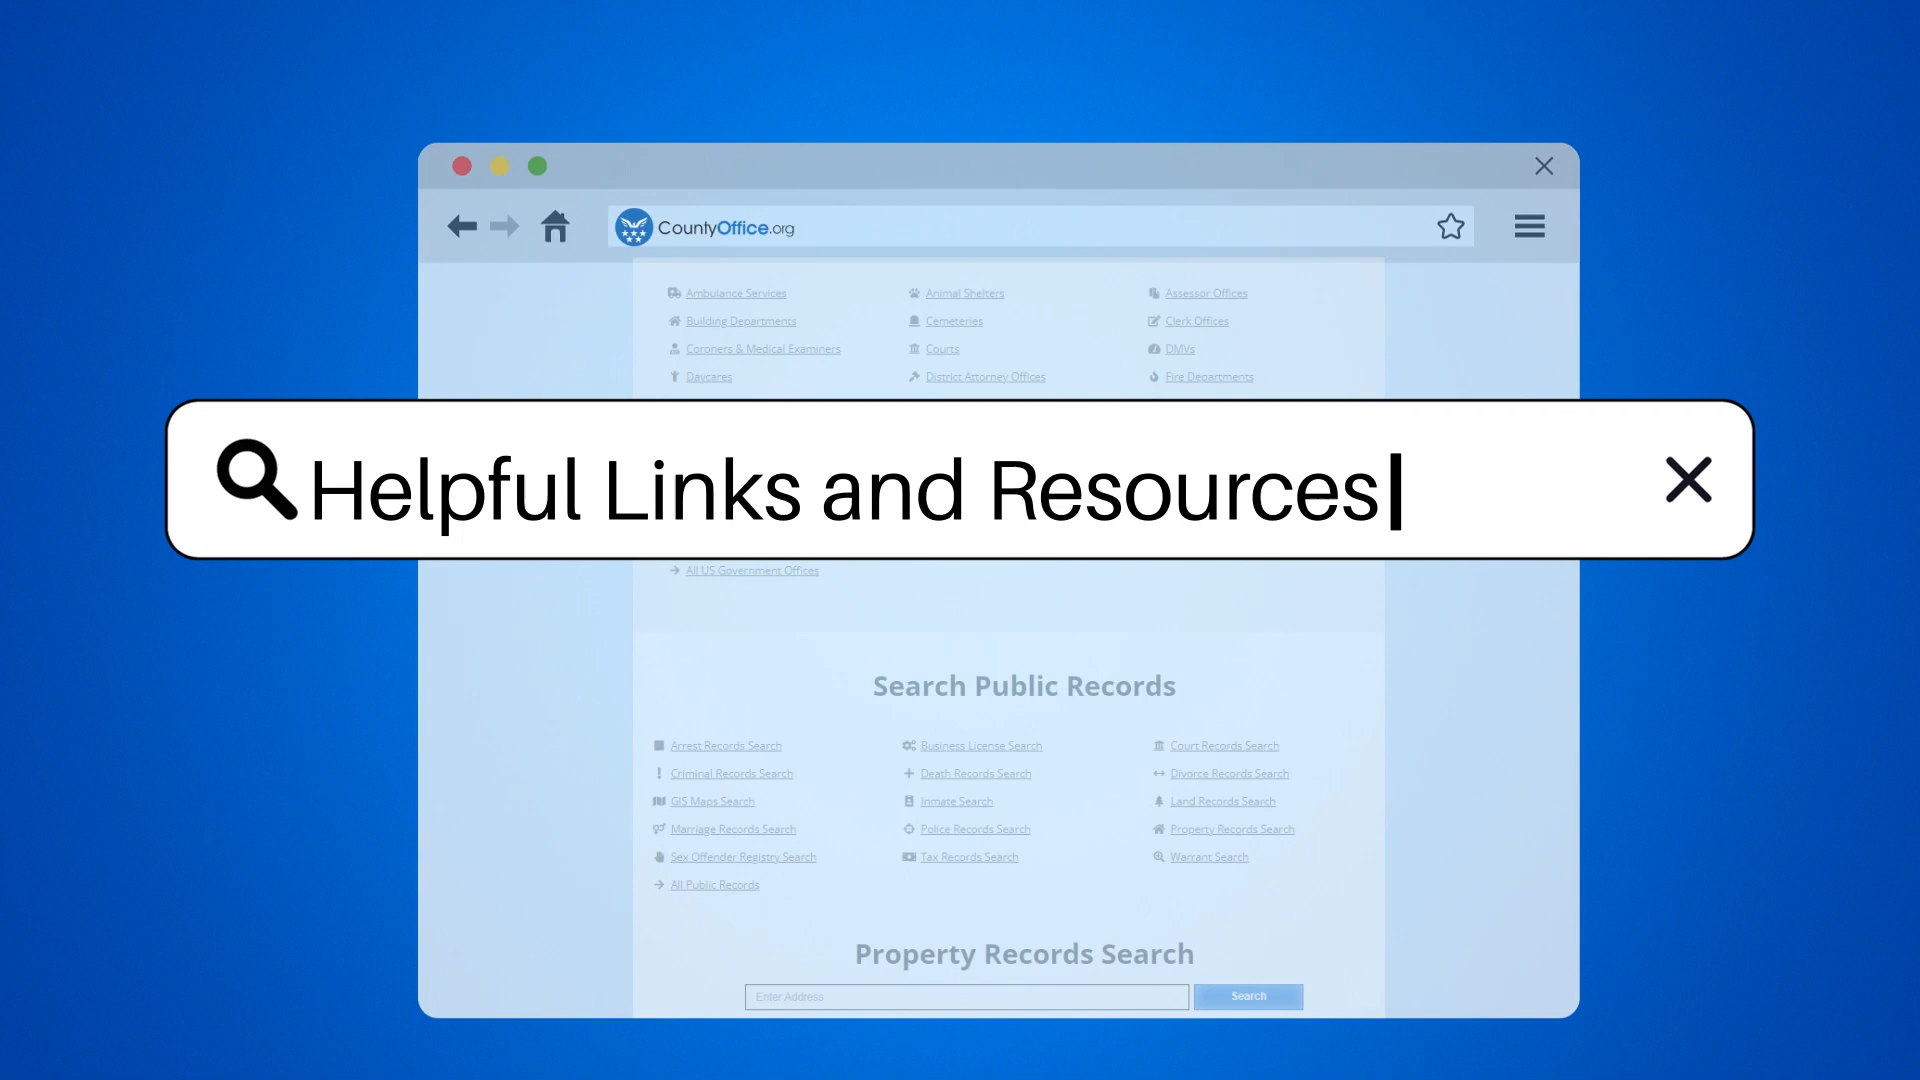 CountyOffice.org
Ambulance Services Animal Shelters Assessor Offices
Building Departments Cemeteries Clerk Offices
Coroners & Medical Examiners Courts DMVs
Daycares District Attorney Offices Fire Departments
Helpful Links and Resources
All US Government Offices
Search Public Records
Arrest Records Search Business License Search Court Records Search
Criminal Records Search Death Records Search Divorce Records Search
GIS Maps Search Inmate Search Land Records Search
Marriage Records Search Police Records Search Property Records Search
Sex Offender Registry Search Tax Records Search Warrant Search
All Public Records
Property Records Search
Enter Address Search